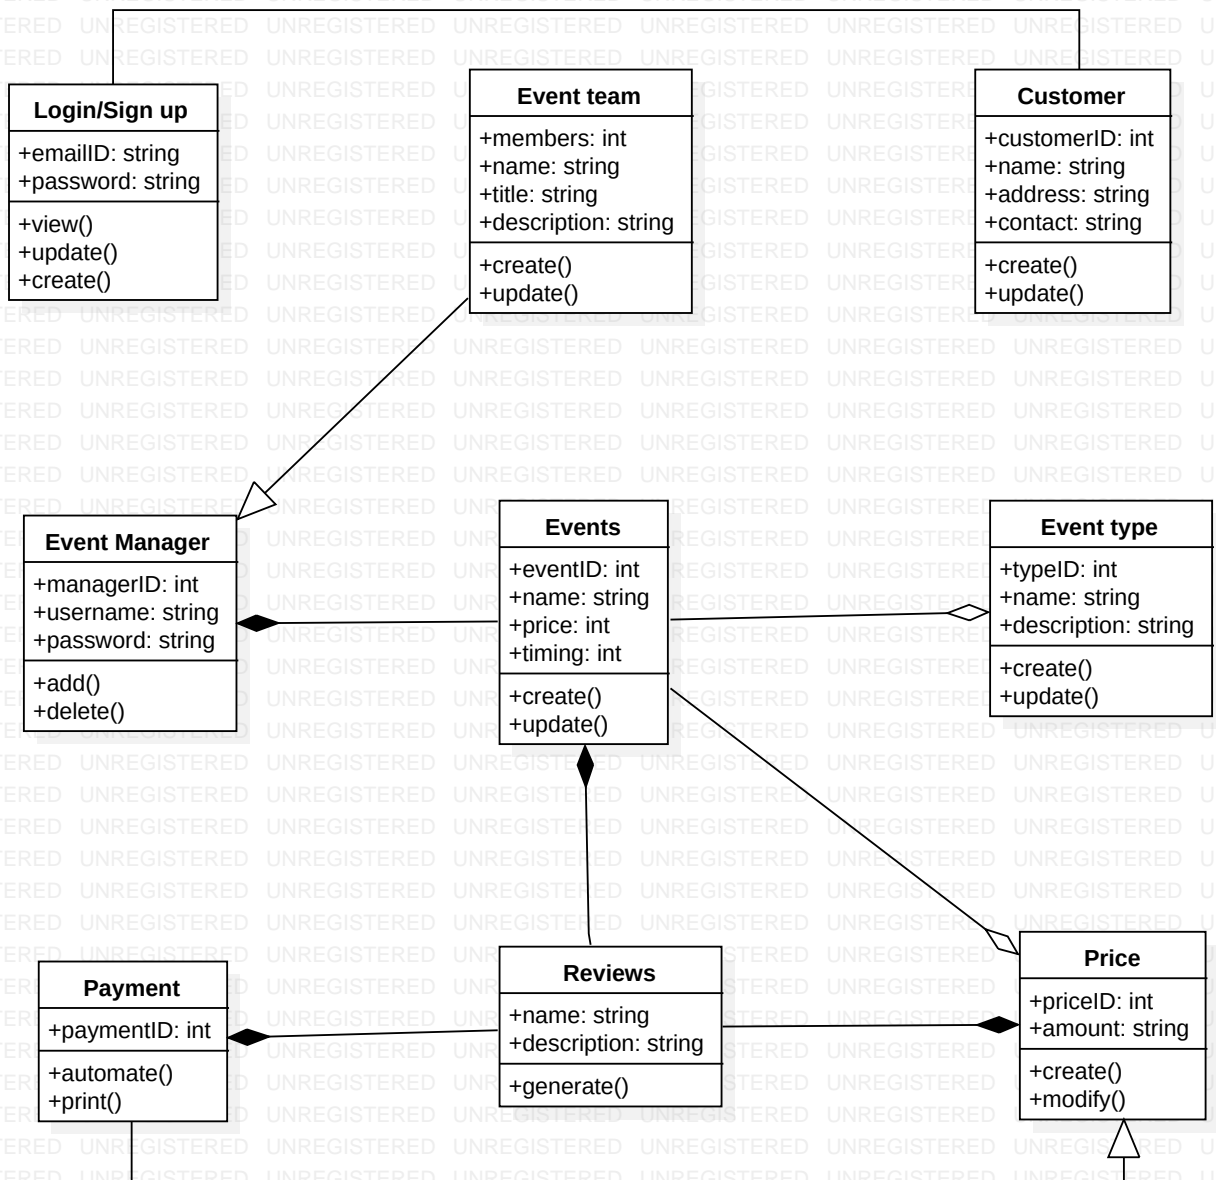 Login/Sign up
+emailID: string
+password: string
+view()
+update()
+create()
Event team
+members: int
+name: string
+title: string
+description: string
+create()
+update()
Customer
+customerID: int
+name: string
+address: string
+contact: string
+create()
+update()
Event Manager
+managerID: int
+username: string
+password: string
+add()
+delete()
Events
+eventID: int
+name: string
+price: int
+timing: int
+create()
+update()
Event type
+typeID: int
+name: string
+description: string
+create()
+update()
Payment
+paymentID: int
+automate()
+print()
Reviews
+name: string
+description: string
+generate()
Price
+priceID: int
+amount: string
+create()
+modify()
UNREGISTERED